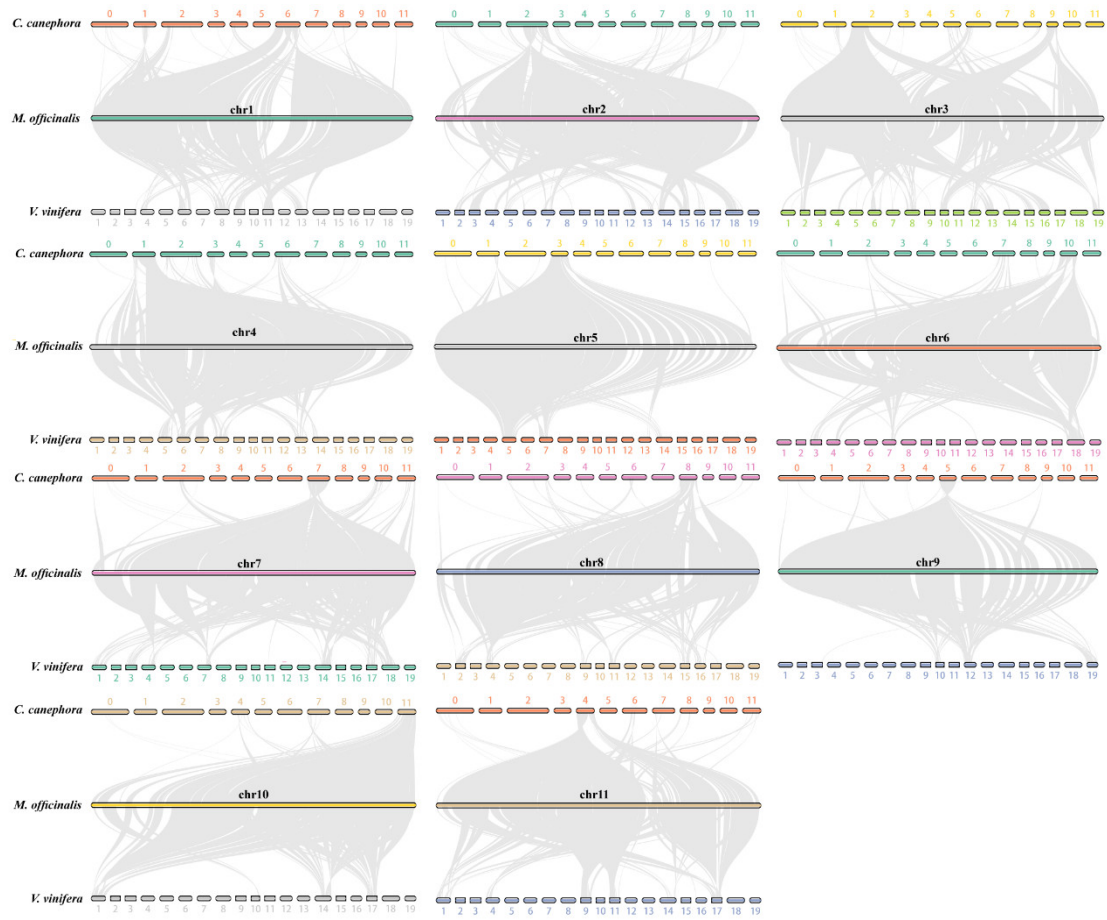 0 1 2 3 4 5 6 7 8 9 10 11 0 1 2 3 4 5 6 7 8 9 10 11 0 1 2 3 4 5 6 7 8 9 10 11
C. canephora
chr1 chr2 chr3
M. officinalis
V. vinifera
1 2 3 4 5 6 7 8 9 10 11 12 13 14 15 16 17 18 19 1 2 3 4 5 6 7 8 9 10 11 12 13 14 15 16 17 18 19 1 2 3 4 5 6 7 8 9 10 11 12 13 14 15 16 17 18 19
0 1 2 3 4 5 6 7 8 9 10 11 0 1 2 3 4 5 6 7 8 9 10 11 0 1 2 3 4 5 6 7 8 9 10 11
C. canephora
chr4 chr5 chr6
M. officinalis
V. vinifera
1 2 3 4 5 6 7 8 9 10 11 12 13 14 15 16 17 18 19 1 2 3 4 5 6 7 8 9 10 11 12 13 14 15 16 17 18 19 1 2 3 4 5 6 7 8 9 10 11 12 13 14 15 16 17 18 19
0 1 2 3 4 5 6 7 8 9 10 11 0 1 2 3 4 5 6 7 8 9 10 11 0 1 2 3 4 5 6 7 8 9 10 11
C. canephora
chr7 chr8 chr9
M. officinalis
V. vinifera
1 2 3 4 5 6 7 8 9 10 11 12 13 14 15 16 17 18 19 1 2 3 4 5 6 7 8 9 10 11 12 13 14 15 16 17 18 19 1 2 3 4 5 6 7 8 9 10 11 12 13 14 15 16 17 18 19
0 1 2 3 4 5 6 7 8 9 10 11 0 1 2 3 4 5 6 7 8 9 10 11
C. canephora
chr10 chr11
M. officinalis
V. vinifera
1 2 3 4 5 6 7 8 9 10 11 12 13 14 15 16 17 18 19 1 2 3 4 5 6 7 8 9 10 11 12 13 14 15 16 17 18 19